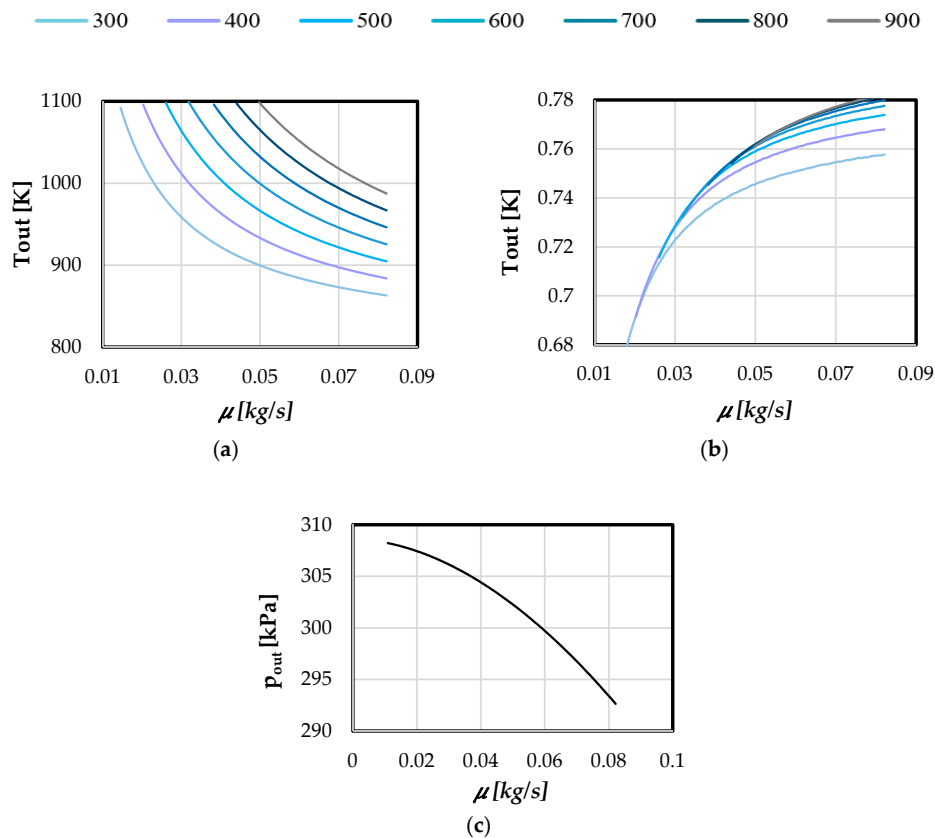 300 400 500 600 700 800 900
1100
1000
900
800
Tout [K]
0.01 0.03 0.05 0.07 0.09
μ [kg/s]
(a)
0.78
0.76
0.74
0.72
0.7
0.68
Tout [K]
0.01 0.03 0.05 0.07 0.09
μ [kg/s]
(b)
310
305
300
295
290
pout [kPa]
0 0.02 0.04 0.06 0.08 0.1
μ [kg/s]
(c)